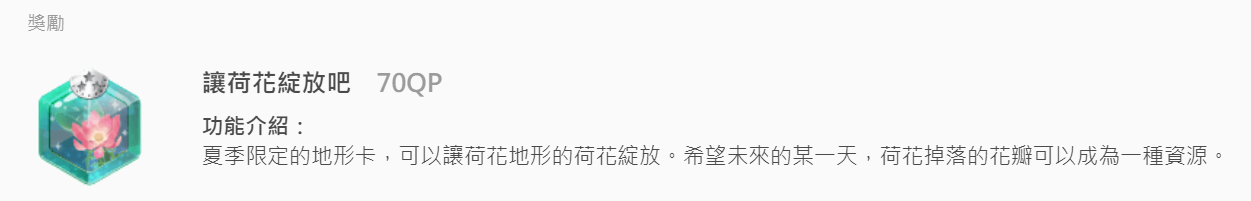 獎勵
讓荷花綻放吧 70QP
功能介紹：
夏季限定的地形卡，可以讓荷花地形的荷花綻放。希望未來的某一天，荷花掉落的花瓣可以成為一種資源。